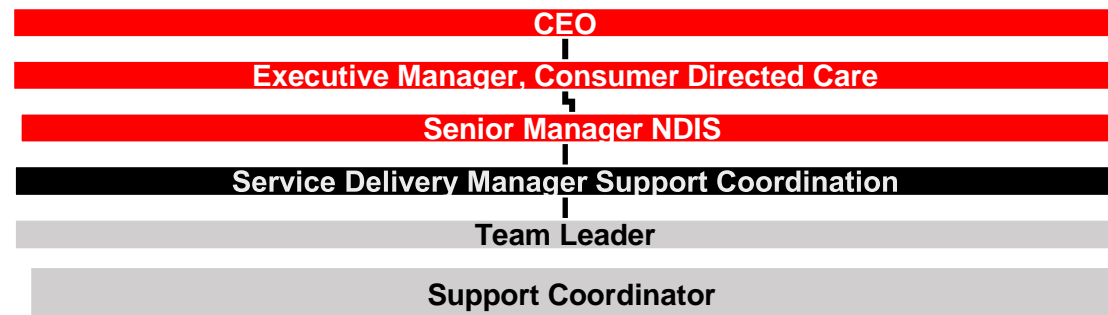 CEO
Executive Manager, Consumer Directed Care
Senior Manager NDIS
Service Delivery Manager Support Coordination
Team Leader
Support Coordinator